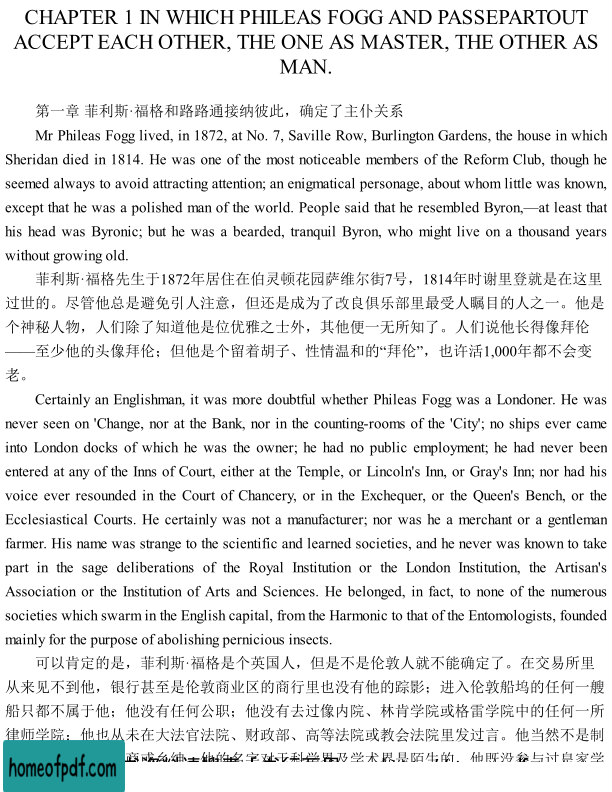 CHAPTER 1 IN WHICH PHILEAS FOGG AND PASSEPARTOUT
ACCEPT EACH OTHER, THE ONE AS MASTER, THE OTHER AS
MAN.
第一章 菲利斯·福格和路路通接纳彼此，确定了主仆关系
Mr Phileas Fogg lived, in 1872, at No. 7, Saville Row, Burlington Gardens, the house in which
Sheridan died in 1814. He was one of the most noticeable members of the Reform Club, though he
seemed always to avoid attracting attention; an enigmatical personage, about whom little was known,
except that he was a polished man of the world. People said that he resembled Byron,—at least that
his head was Byronic; but he was a bearded, tranquil Byron, who might live on a thousand years
without growing old.
菲利斯·福格先生于1872年居住在伯灵顿花园萨维尔街7号，1814年时谢里登就是在这里
过世的。尽管他总是避免引人注意，但还是成为了改良俱乐部里最受人瞩目的人之一。他是
个神秘人物，人们除了知道他是位优雅之士外，其他便一无所知了。人们说他长得像拜伦
——至少他的头像拜伦；但他是个留着胡子、性情温和的“拜伦”，也许活1,000年都不会变
老。
Certainly an Englishman, it was more doubtful whether Phileas Fogg was a Londoner. He was
never seen on 'Change, nor at the Bank, nor in the counting-rooms of the 'City'; no ships ever came
into London docks of which he was the owner; he had no public employment; he had never been
entered at any of the Inns of Court, either at the Temple, or Lincoln's Inn, or Gray's Inn; nor had his
voice ever resounded in the Court of Chancery, or in the Exchequer, or the Queen's Bench, or the
Ecclesiastical Courts. He certainly was not a manufacturer; nor was he a merchant or a gentleman
farmer. His name was strange to the scientific and learned societies, and he never was known to take
part in the sage deliberations of the Royal Institution or the London Institution, the Artisan's
Association or the Institution of Arts and Sciences. He belonged, in fact, to none of the numerous
societies which swarm in the English capital, from the Harmonic to that of the Entomologists, founded
mainly for the purpose of abolishing pernicious insects.
可以肯定的是，菲利斯·福格是个英国人，但是不是伦敦人就不能确定了。在交易所里
从来见不到他，银行甚至是伦敦商业区的商行里也没有他的踪影；进入伦敦船坞的任何一艘
船只都不属于他；他没有任何公职；他没有去过像内院、林肯学院或格雷学院中的任何一所
律师学院；他也从未在大法官法院、财政部、高等法院或教会法院里发过言。他当然不是制
他的名字对于科学界及学术界是陌生的，他既没参与过皇家学
homeofpdf.com